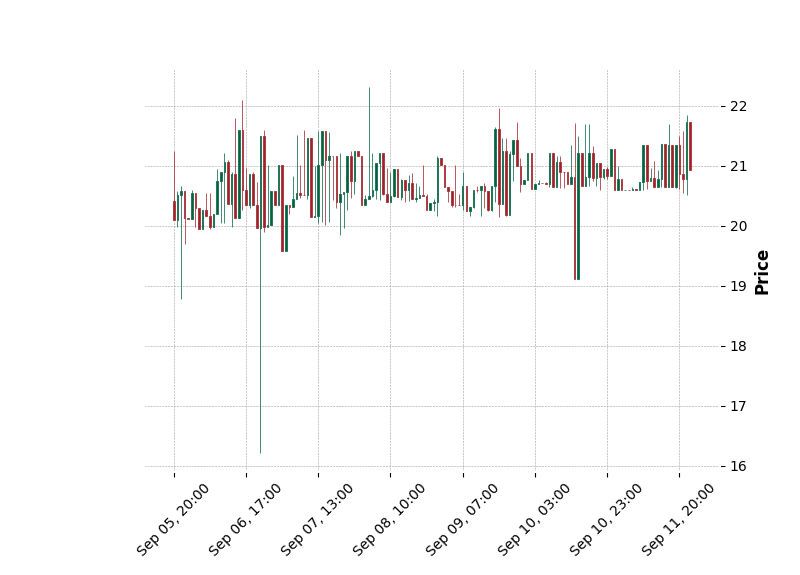 22
21
20
19
18
17
16
Price
Sep 05, 20:00
Sep 06, 17:00
Sep 07, 13:00
Sep 08, 10:00
Sep 09, 07:00
Sep 10, 03:00
Sep 10, 23:00
Sep 11, 20:00